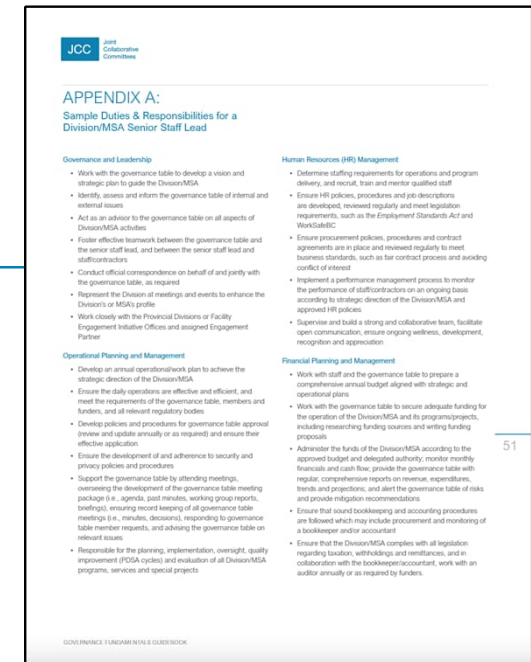 JCC
Joint
Collaborative
Committees
APPENDIX A:
Sample Duties & Responsibilities for a
Division/MSA Senior Staff Lead
Governance and Leadership
• Work with the governance table to develop a vision and
strategic plan to guide the Division/MSA
• Identify, assess and inform the governance table of internal and
external issues
• Act as an advisor to the governance table on all aspects of
Division/MSA activities
• Foster effective teamwork between the governance table and
the senior staff lead, and between the senior staff lead and
staff/contractors
• Conduct official correspondence on behalf of and jointly with
the governance table, as required
• Represent the Division at meetings and events to enhance the
Division's or MSA's profile
• Work closely with the Provincial Divisions or Facility
Engagement Initiative Offices and assigned Engagement
Partner
Operational Planning and Management
• Develop an annual operational/work plan to achieve the
strategic direction of the Division/MSA
• Ensure the daily operations are effective and efficient, and
meet the requirements of the governance table, members and
funders, and all relevant regulatory bodies
• Develop policies and procedures for governance table approval
(review and update annually or as required) and ensure their
effective application
• Ensure the development of and adherence to security and
privacy policies and procedures
• Support the governance table by attending meetings,
overseeing the development of the governance table meeting
package (i.e., agenda, past minutes, working group reports,
briefings), ensuring record keeping of all governance table
meetings (i.e., minutes, decisions), responding to governance
table member requests, and advising the governance table on
relevant issues
• Responsible for the planning, implementation, oversight, quality
improvement (PDSA cycles) and evaluation of all Division/MSA
programs, services and special projects
Human Resources (HR) Management
• Determine staffing requirements for operations and program
delivery, and recruit, train and mentor qualified staff
• Ensure HR policies, procedures and job descriptions
are developed, reviewed regularly and meet legislation
requirements, such as the Employment Standards Act and
WorkSafeBC
• Ensure procurement policies, procedures and contract
agreements are in place and reviewed regularly to meet
business standards, such as fair contract process and avoiding
conflict of interest
• Implement a performance management process to monitor
the performance of staff/contractors on an ongoing basis
according to strategic direction of the Division/MSA and
approved HR policies
• Supervise and build a strong and collaborative team, facilitate
open communication, ensure ongoing wellness, development,
recognition and appreciation
Financial Planning and Management
• Work with staff and the governance table to prepare a
comprehensive annual budget aligned with strategic and
operational plans
• Work with the governance table to secure adequate funding for
the operation of the Division/MSA and its programs/projects,
including researching funding sources and writing funding
proposals
• Administer the funds of the Division/MSA according to the
approved budget and delegated authority; monitor monthly
financials and cash flow; provide the governance table with
regular, comprehensive reports on revenue, expenditures,
trends and projections, and alert the governance table of risks
and provide mitigation recommendations
• Ensure that sound bookkeeping and accounting procedures
are followed which may include procurement and monitoring of
a bookkeeper and/or accountant
• Ensure that the Division/MSA complies with all legislation
regarding taxation, withholdings and remittances, and in
collaboration with the bookkeeper/accountant, work with an
auditor annually or as required by funders.
51
GOVERNANCE FUNDAMENTALS GUIDEBOOK